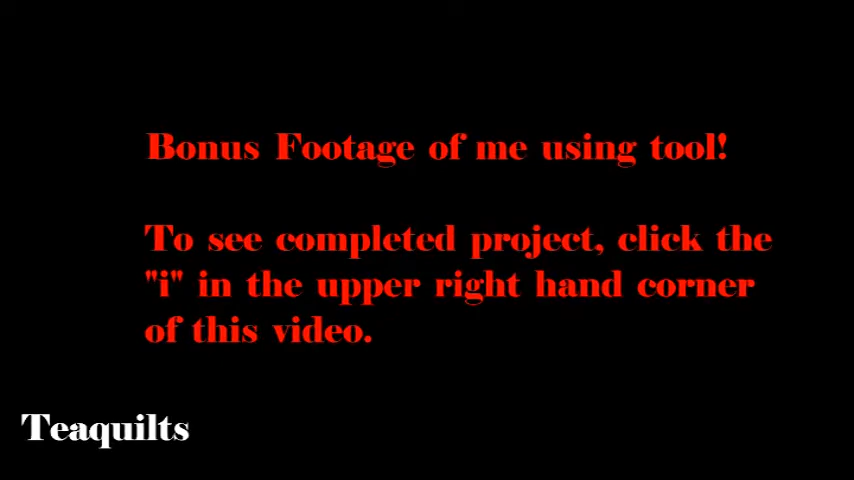 Bonus Footage of me using tool!
To see completed project, click the
"i" in the upper right hand corner
of this video.
Teaquilts